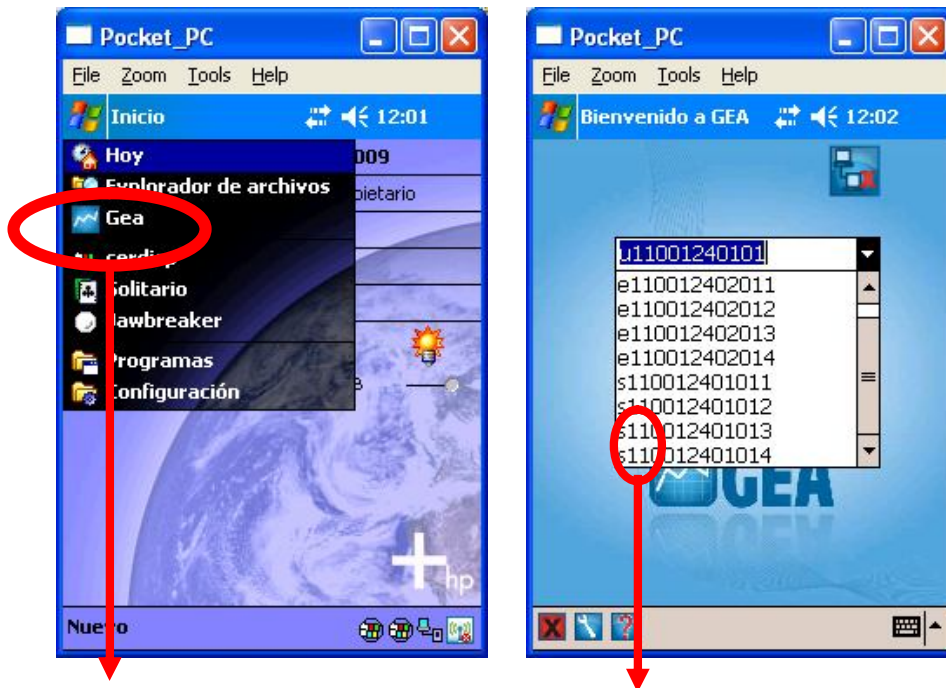 Pocket_PC
File Zoom Tools Help
Inicio 12:01
Hoy
009
Explorador de archivos
pietario
Gea
Solitario
Jawbreaker
Programas
Configuración
hp
Nuevo
Pocket_PC
File Zoom Tools Help
Bienvenido a GEA 12:02
u11001240101
e110012402011
e110012402012
e110012402013
e110012402014
s110012401011
s110012401012
s110012401013
s110012401014
GEA